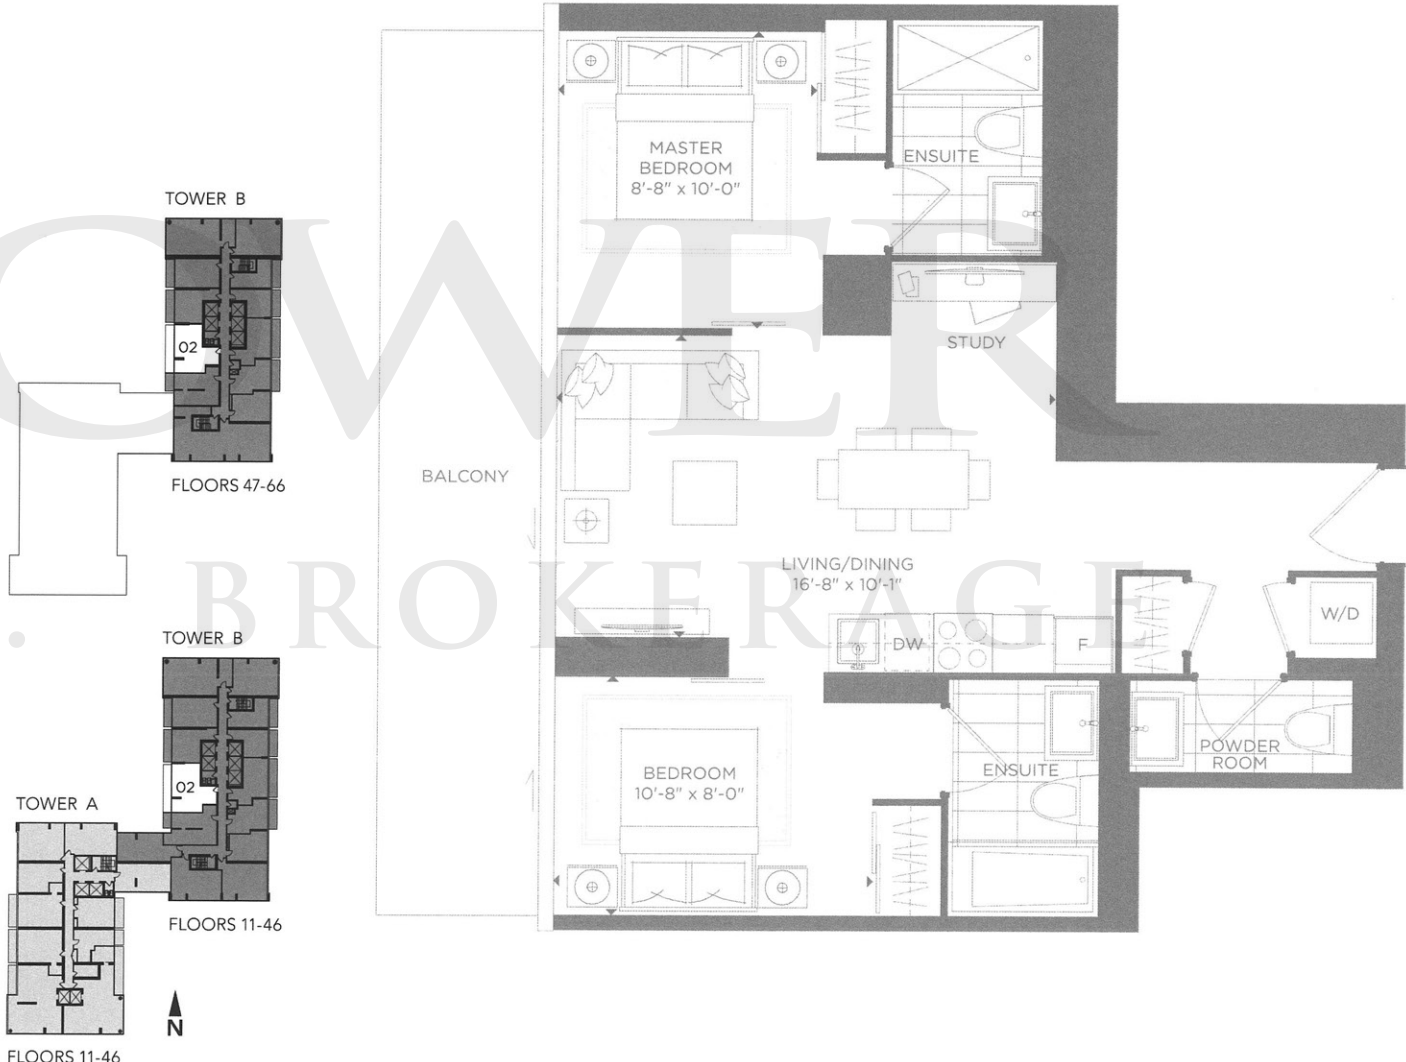 TOWER B
02
FLOORS 47-66
TOWER B
02
TOWER A
FLOORS 11-46
N
FLOORS 11-46
MASTER
BEDROOM
8'-8" x 10'-0"
ENSUITE
STUDY
BALCONY
LIVING/DINING
16'-8" x 10'-1"
DW
F
W/D
BEDROOM
10'-8" x 8'-0"
ENSUITE
POWDER
ROOM
OWER
. BROKERAGE